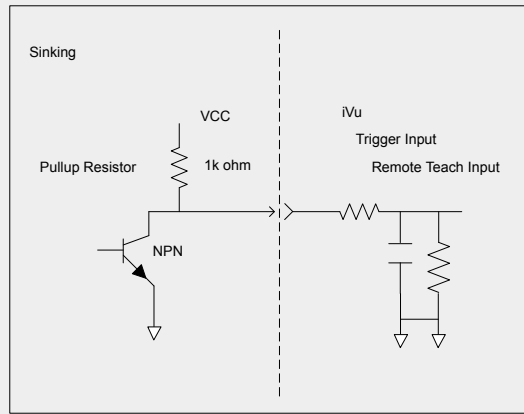 Sinking
VCC
iVu
Trigger Input
Pullup Resistor
1k ohm
Remote Teach Input
NPN